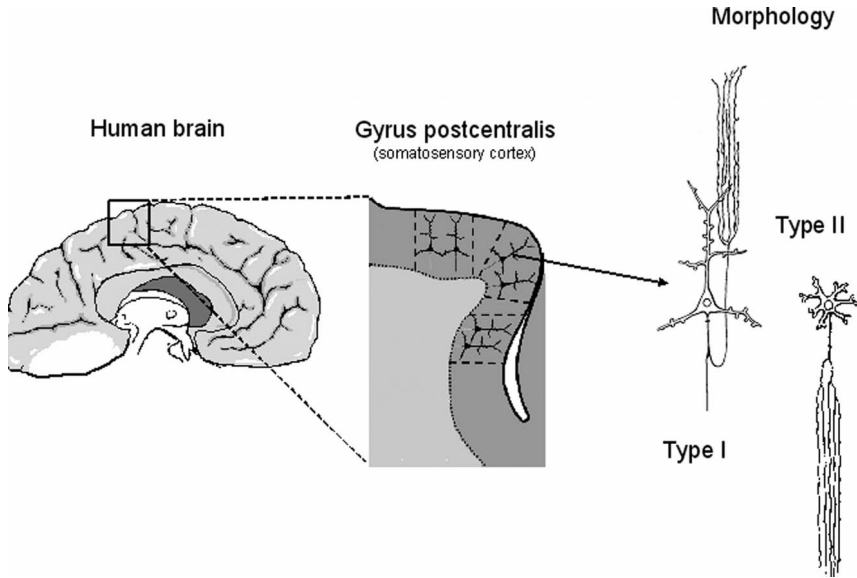 Morphology
Human brain
Gyrus postcentralis
(somatosensory cortex)
Type II
Type I